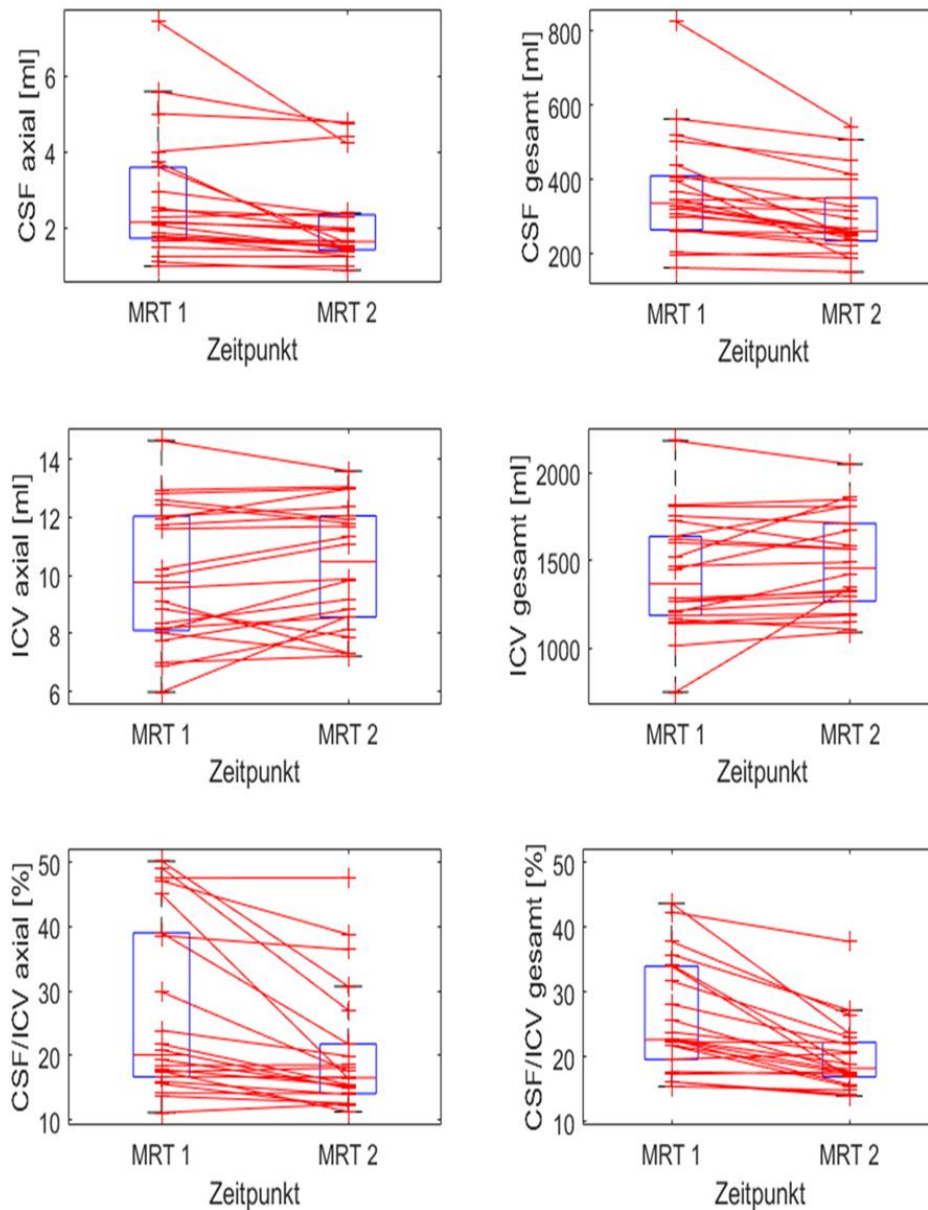 CSF axial [ml]
6
4
2
MRT 1 MRT 2
Zeitpunkt
CSF gesamt [ml]
800
600
400
200
MRT 1 MRT 2
Zeitpunkt
ICV axial [ml]
14
12
10
8
6
MRT 1 MRT 2
Zeitpunkt
ICV gesamt [ml]
2000
1500
1000
MRT 1 MRT 2
Zeitpunkt
CSF/ICV axial [%]
50
40
30
20
10
MRT 1 MRT 2
Zeitpunkt
CSF/ICV gesamt [%]
50
40
30
20
10
MRT 1 MRT 2
Zeitpunkt